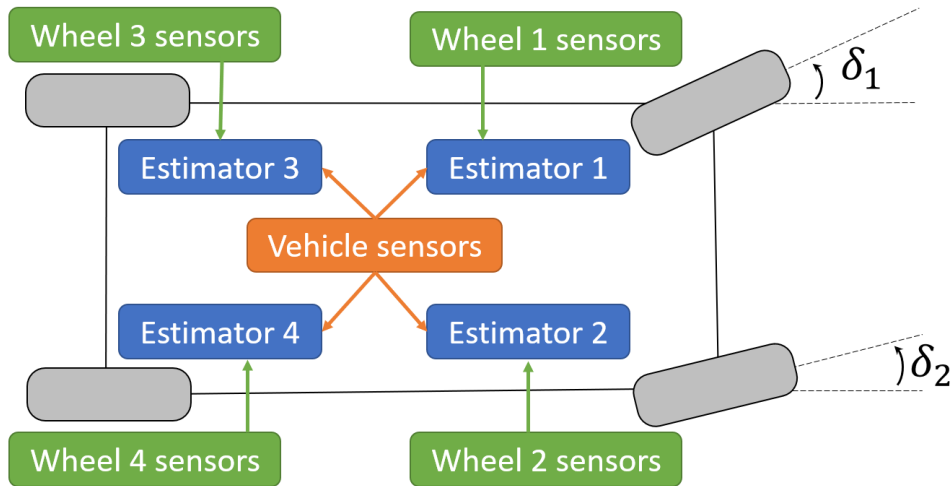 Wheel 3 sensors
Wheel 1 sensors
δ₁
Estimator 3
Estimator 1
Vehicle sensors
Estimator 4
Estimator 2
δ₂
Wheel 4 sensors
Wheel 2 sensors